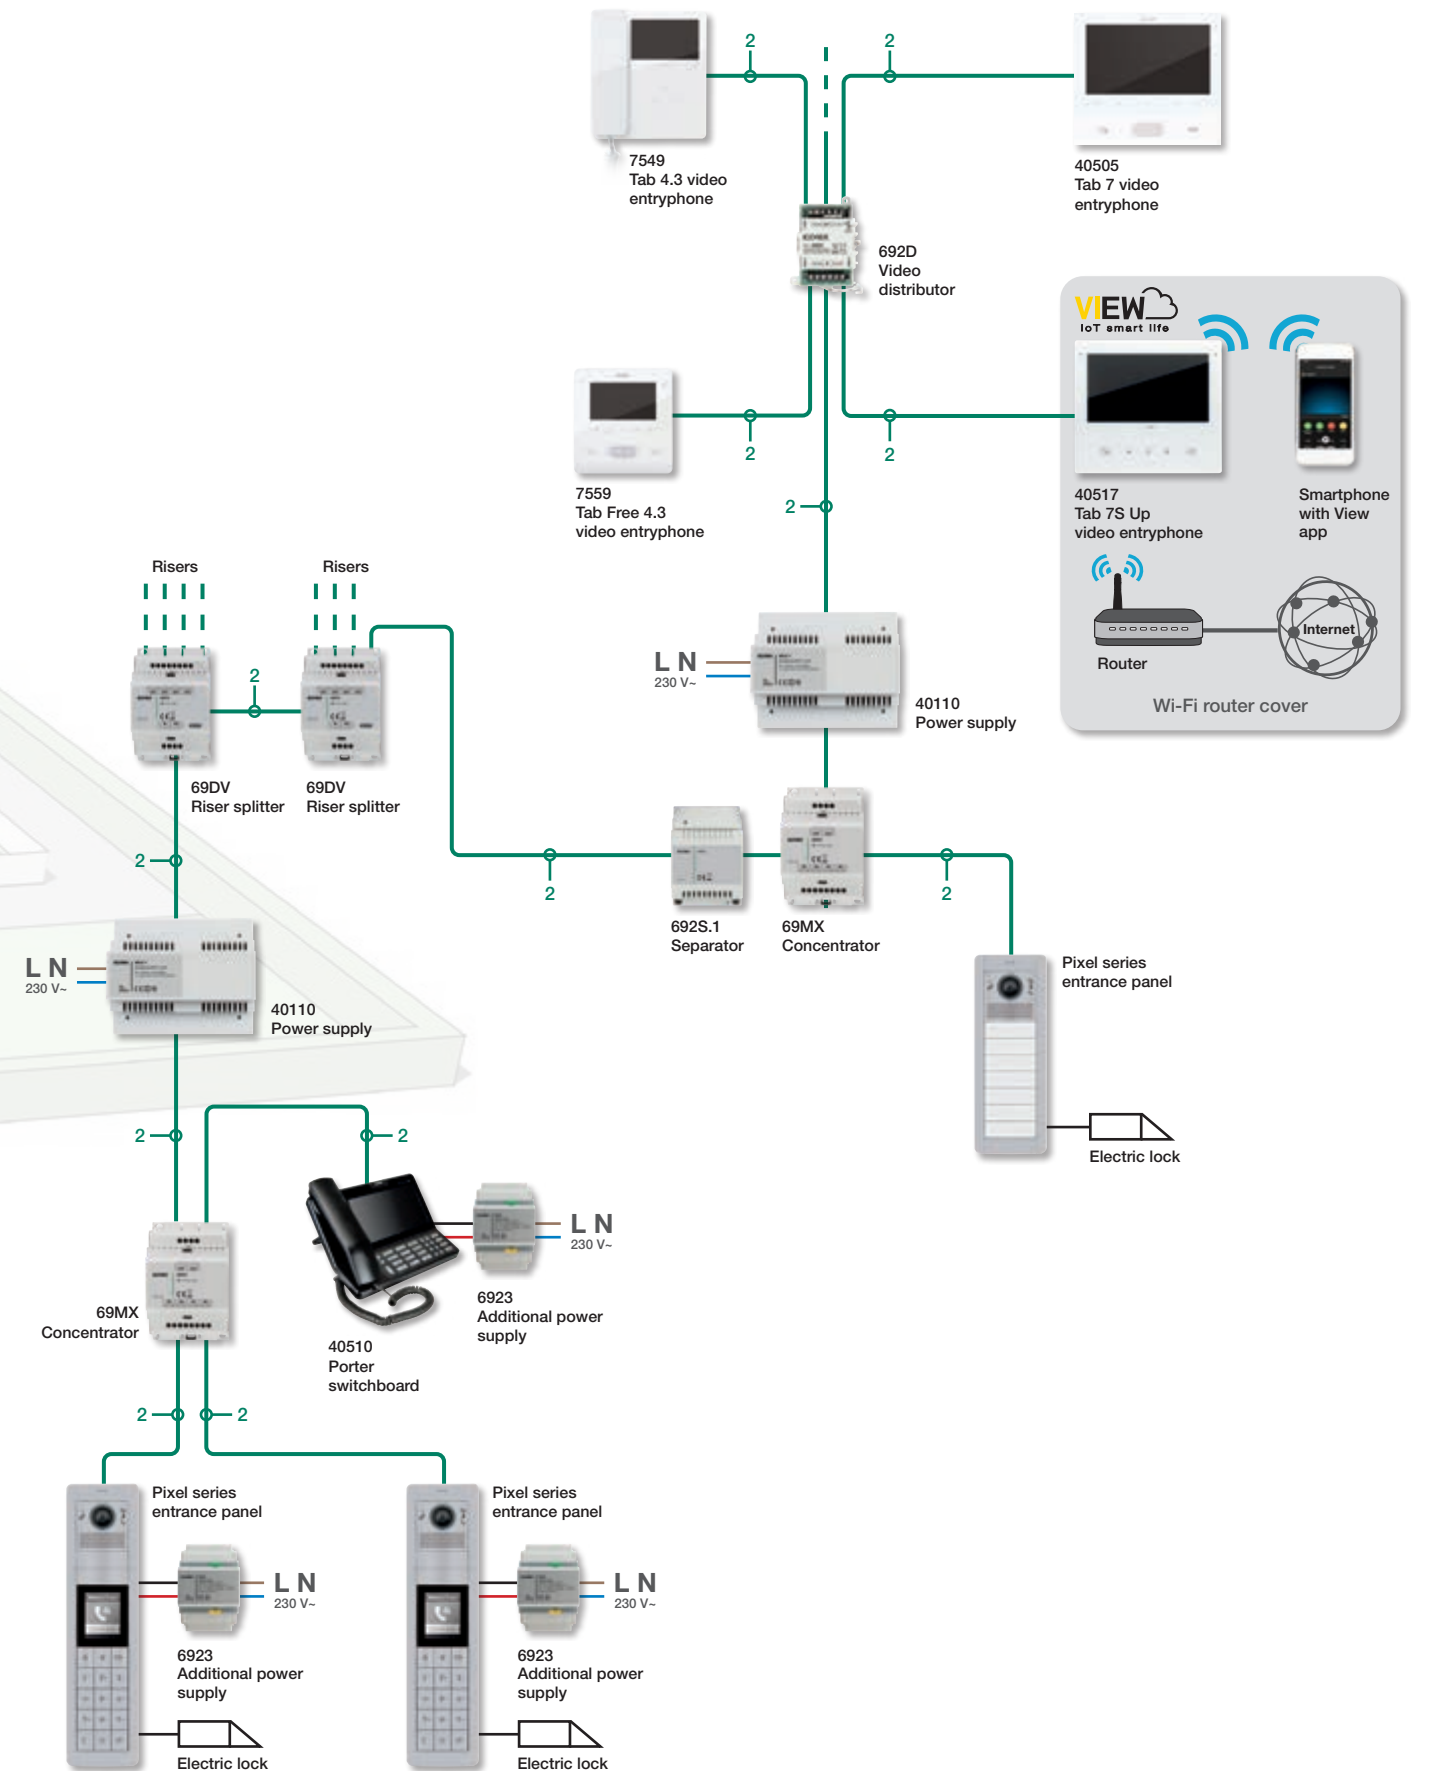 2
2
7549
Tab 4.3 video
entryphone
40505
Tab 7 video
entryphone
692D
Video
distributor
VIEW
IoT smart life
2
2
7559
Tab Free 4.3
video entryphone
2
40517
Tab 7S Up
video entryphone
Smartphone
with View
app
Router
Internet
Wi-Fi router cover
Risers
Risers
2
69DV
Riser splitter
69DV
Riser splitter
L N
230 V~
40110
Power supply
2
2
692S.1
Separator
69MX
Concentrator
2
Pixel series
entrance panel
Electric lock
L N
230 V~
40110
Power supply
2
2
69MX
Concentrator
40510
Porter
switchboard
L N
230 V~
6923
Additional power
supply
2
2
Pixel series
entrance panel
L N
230 V~
6923
Additional power
supply
Electric lock
Pixel series
entrance panel
L N
230 V~
6923
Additional power
supply
Electric lock